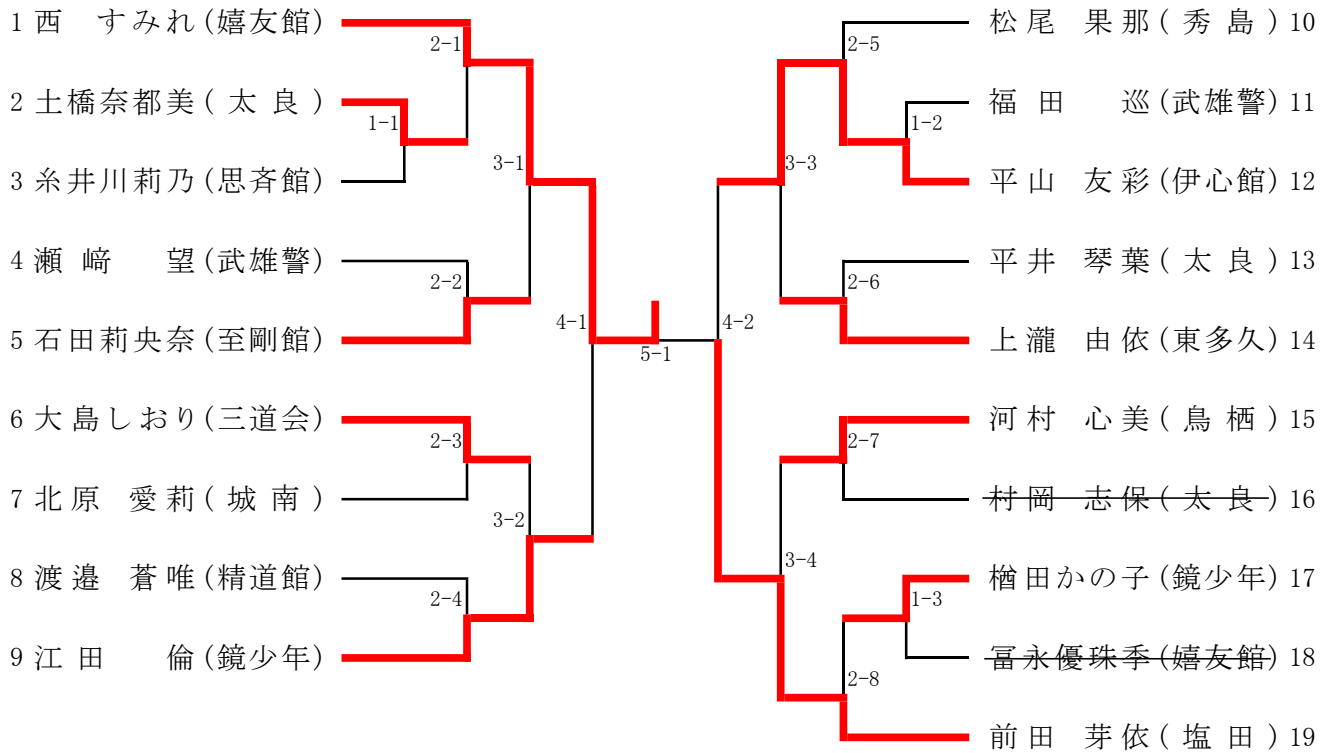 1 西 すみれ (嬉友館)
2-1
2 土橋奈都美 ( 太 良 )
1-1
3 糸井川莉乃 (思斉館)
3-1
4 瀬 﨑 望 (武雄警)
2-2
5 石田莉央奈 (至剛館)
4-1
6 大島しおり (三道会)
2-3
7 北原 愛莉 ( 城 南 )
3-2
8 渡邉 蒼唯 (精道館)
2-4
9 江 田 倫 (鏡少年)
5-1
松尾 果那 ( 秀 島 ) 10
2-5
福 田 巡 (武雄警) 11
1-2
3-3
平山 友彩 (伊心館) 12
平井 琴葉 ( 太 良 ) 13
2-6
4-2
上瀧 由依 (東多久) 14
河村 心美 ( 鳥 栖 ) 15
2-7
村岡 志保 ( 太 良 ) 16
3-4
楢田かの子 (鏡少年) 17
1-3
冨永優珠季 (嬉友館) 18
2-8
前田 芽依 ( 塩 田 ) 19